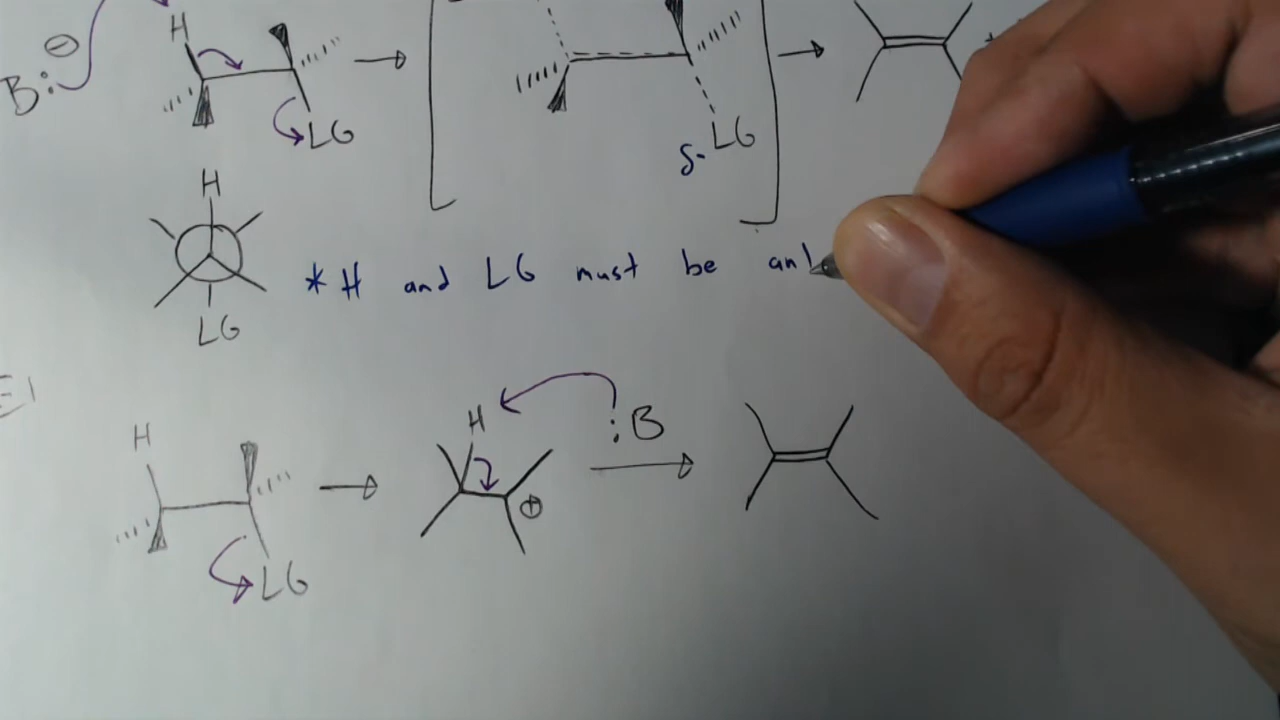 H
⊖
B:
LG
δ- LG
H
* H and LG must be an
LG
E1
H
H
:B
⊕
LG